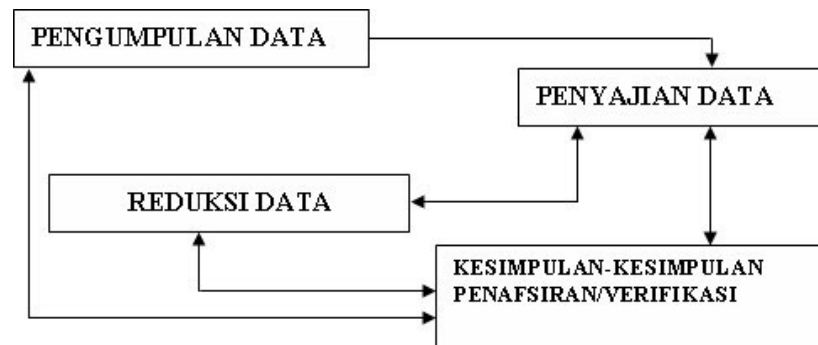 PENGUMPULAN DATA
PENYAJIAN DATA
REDUKSI DATA
KESIMPULAN-KESIMPULAN
PENAFSIRAN/VERIFIKASI